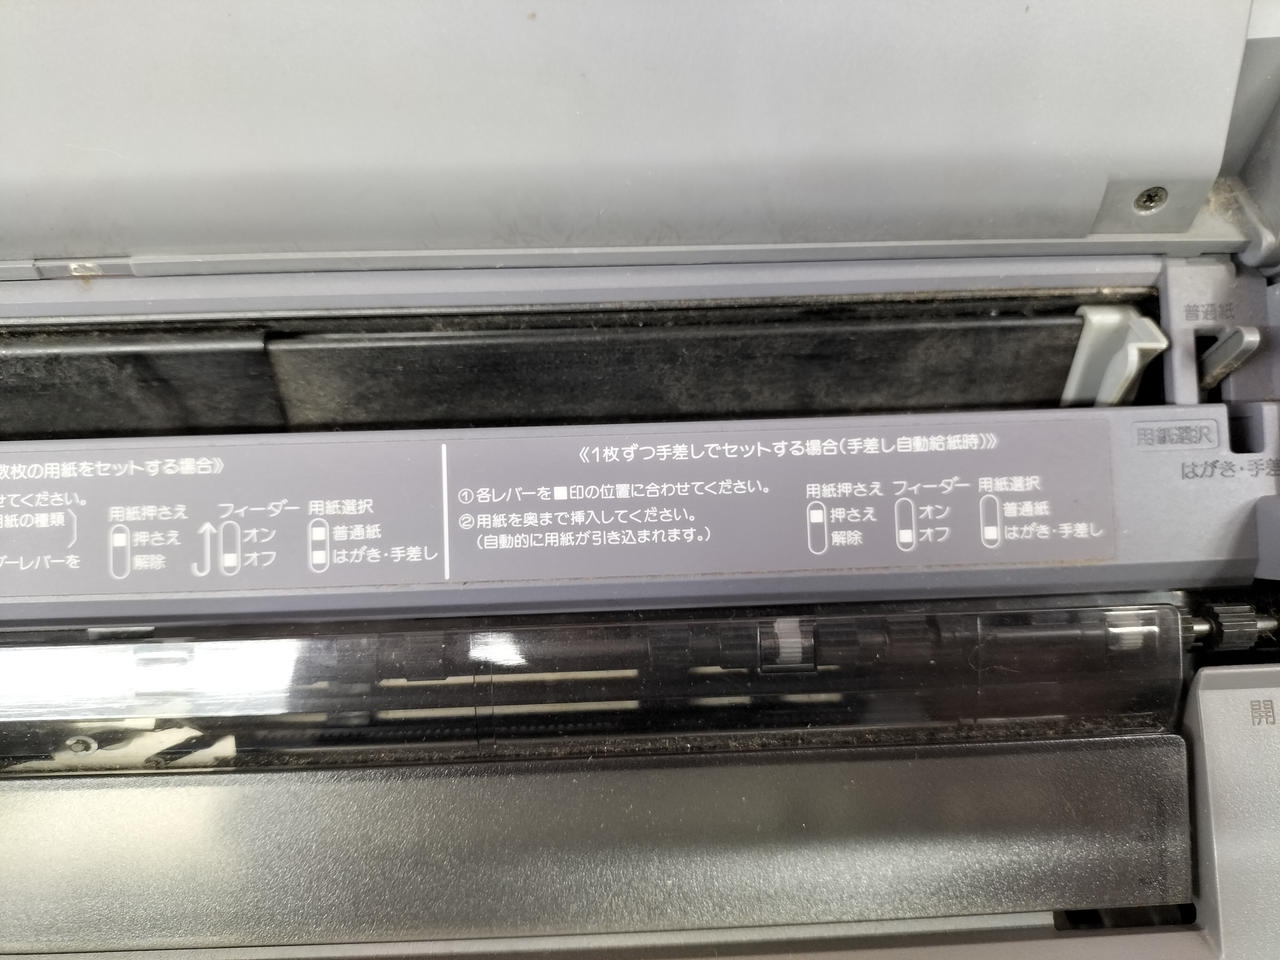 普通紙
用紙選択
はがき・手差
数枚の用紙をセットする場合》
せてください。
用紙の種類
ダーレバーを
用紙押さえ
押さえ
解除
フィーダー
オン
オフ
用紙選択
普通紙
はがき・手差し
《1枚ずつ手差しでセットする場合(手差し自動給紙時)》
①各レバーを■印の位置に合わせてください。
②用紙を奥まで挿入してください。
(自動的に用紙が引き込まれます。)
用紙押さえ
押さえ
解除
フィーダー
オン
オフ
用紙選択
普通紙
はがき・手差し
開